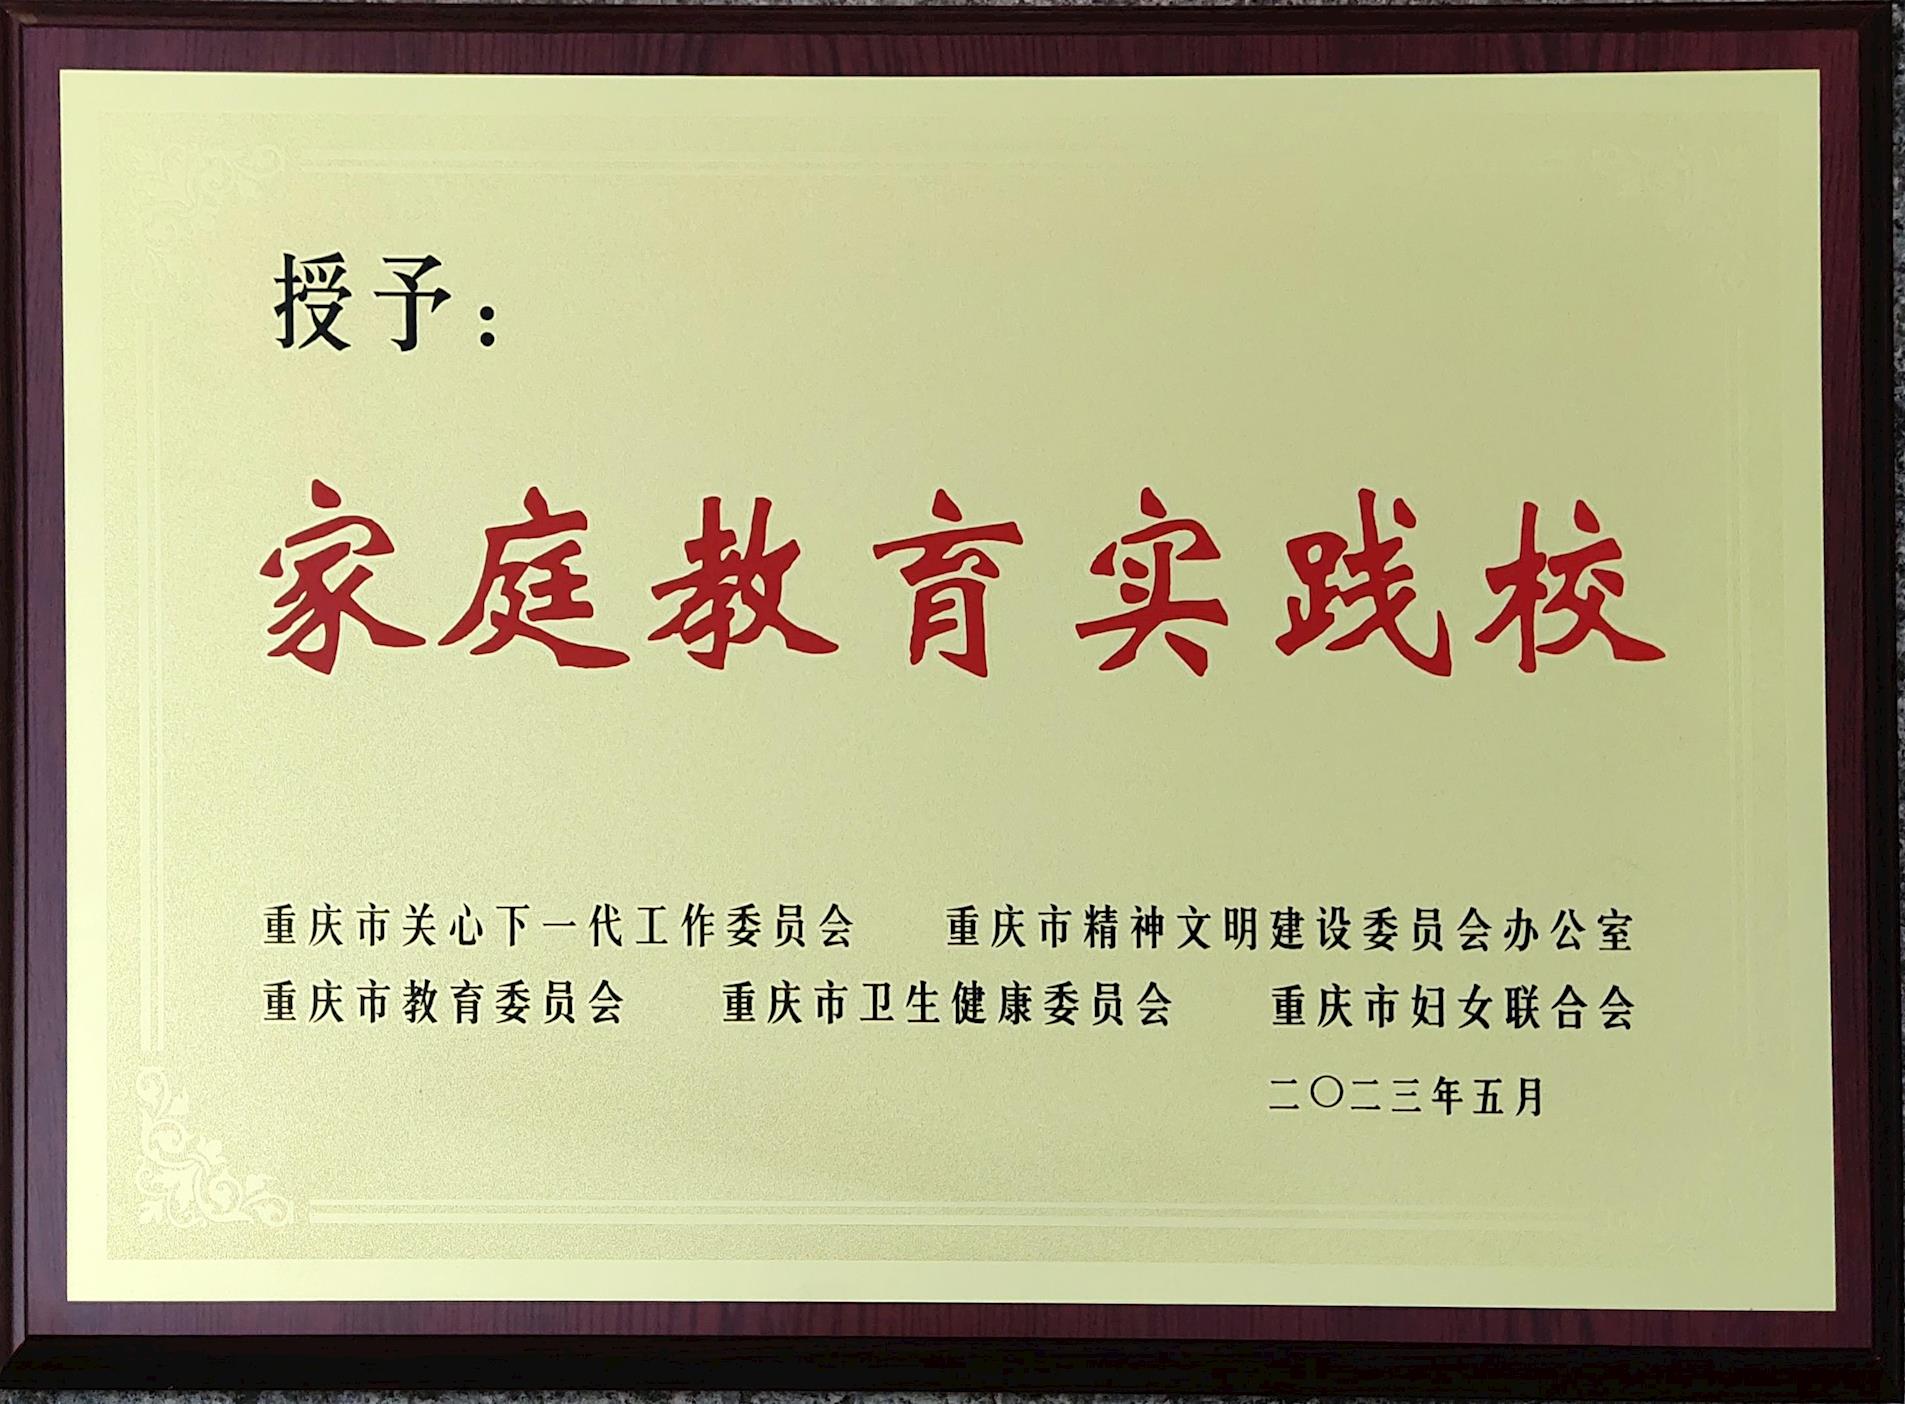 授予：
家庭教育实践校
重庆市关心下一代工作委员会 重庆市精神文明建设委员会办公室
重庆市教育委员会 重庆市卫生健康委员会 重庆市妇女联合会
二〇二三年五月